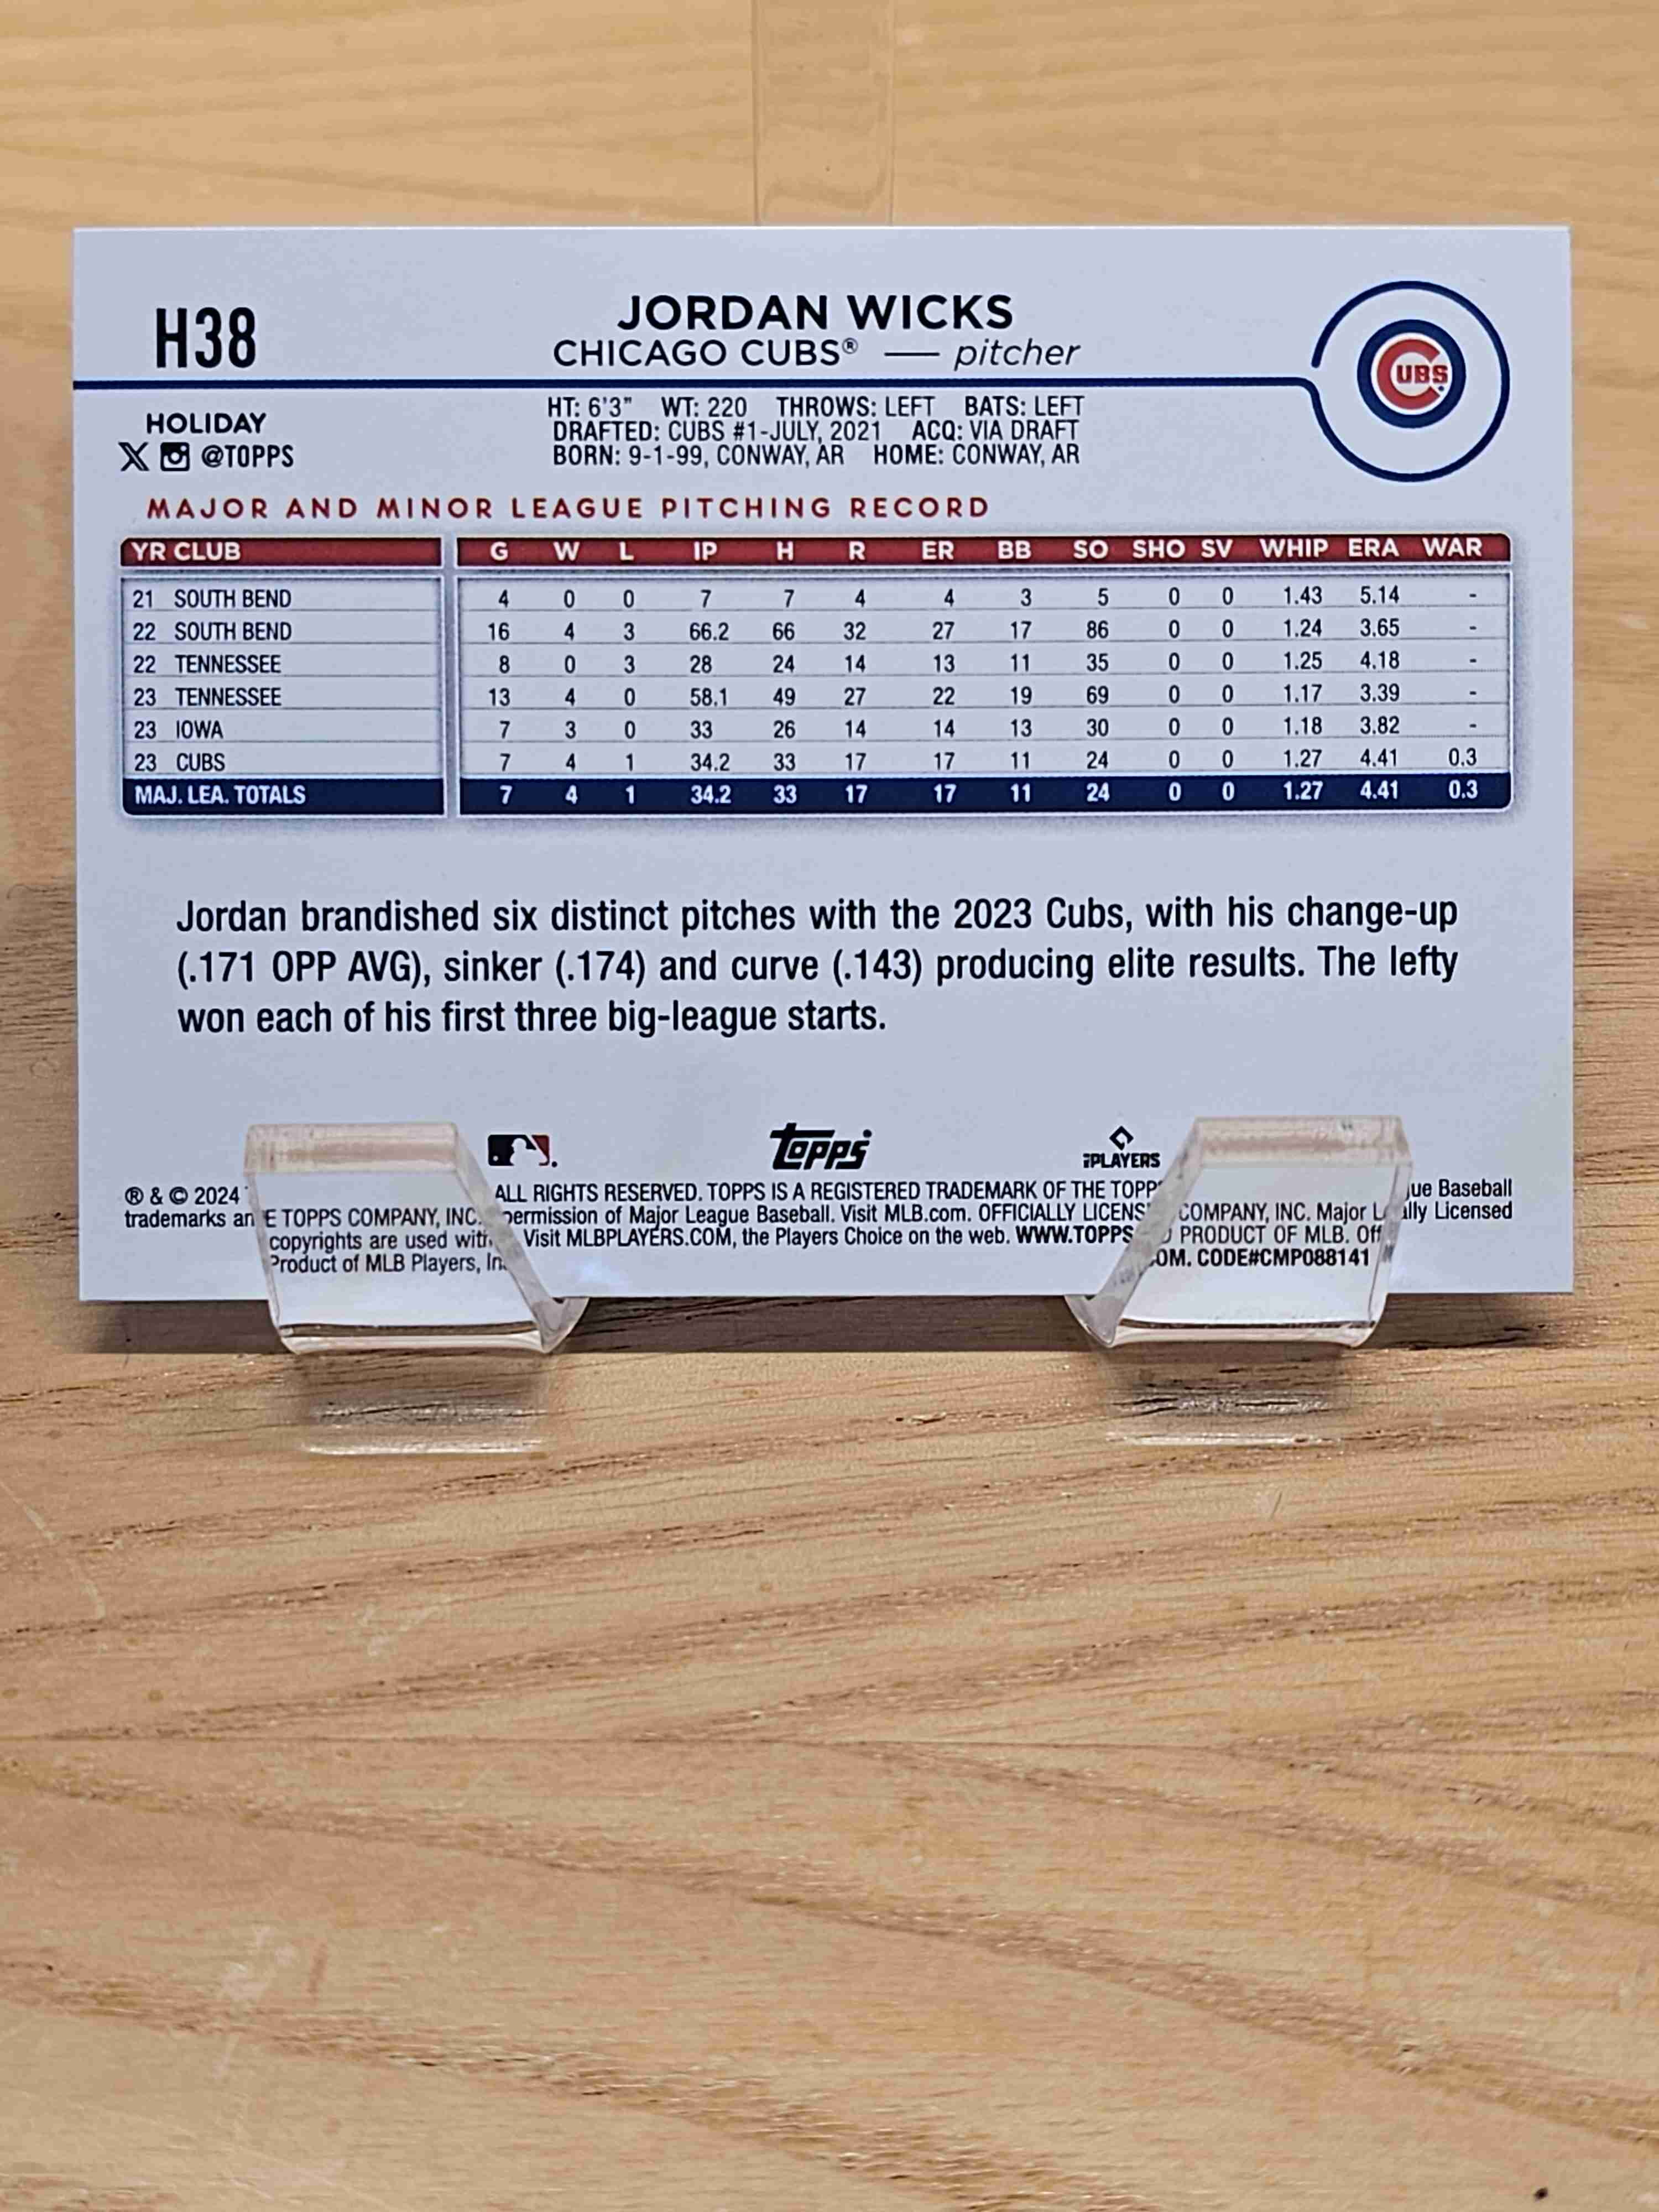 H38
JORDAN WICKS
CHICAGO CUBS® — pitcher
CUBS
HOLIDAY
X @TOPPS
HT: 6'3" WT: 220 THROWS: LEFT BATS: LEFT
DRAFTED: CUBS #1-JULY, 2021 ACQ: VIA DRAFT
BORN: 9-1-99, CONWAY, AR HOME: CONWAY, AR
MAJOR AND MINOR LEAGUE PITCHING RECORD
YR CLUB G W L IP H R ER BB SO SHO SV WHIP ERA WAR
21 SOUTH BEND 4 0 0 7 7 4 4 3 5 0 0 1.43 5.14 -
22 SOUTH BEND 16 4 3 66.2 66 32 27 17 86 0 0 1.24 3.65 -
22 TENNESSEE 8 0 3 28 24 14 13 11 35 0 0 1.25 4.18 -
23 TENNESSEE 13 4 0 58.1 49 27 22 19 69 0 0 1.17 3.39 -
23 IOWA 7 3 0 33 26 14 14 13 30 0 0 1.18 3.82 -
23 CUBS 7 4 1 34.2 33 17 17 11 24 0 0 1.27 4.41 0.3
MAJ. LEA. TOTALS 7 4 1 34.2 33 17 17 11 24 0 0 1.27 4.41 0.3
Jordan brandished six distinct pitches with the 2023 Cubs, with his change-up
(.171 OPP AVG), sinker (.174) and curve (.143) producing elite results. The lefty
won each of his first three big-league starts.
Topps
PLAYERS
® & © 2024 TOPPS COMPANY, INC. ALL RIGHTS RESERVED. TOPPS IS A REGISTERED TRADEMARK OF THE TOPPS COMPANY, INC. Major Baseball
trademarks copyrights are used permission of Major League Baseball. Visit MLB.com. OFFICIALLY PRODUCT OF MLB. Licensed
Product of MLB Players, Visit MLBPLAYERS.COM, the Players Choice on the web. WWW.TOPPS CODE#CMP088141